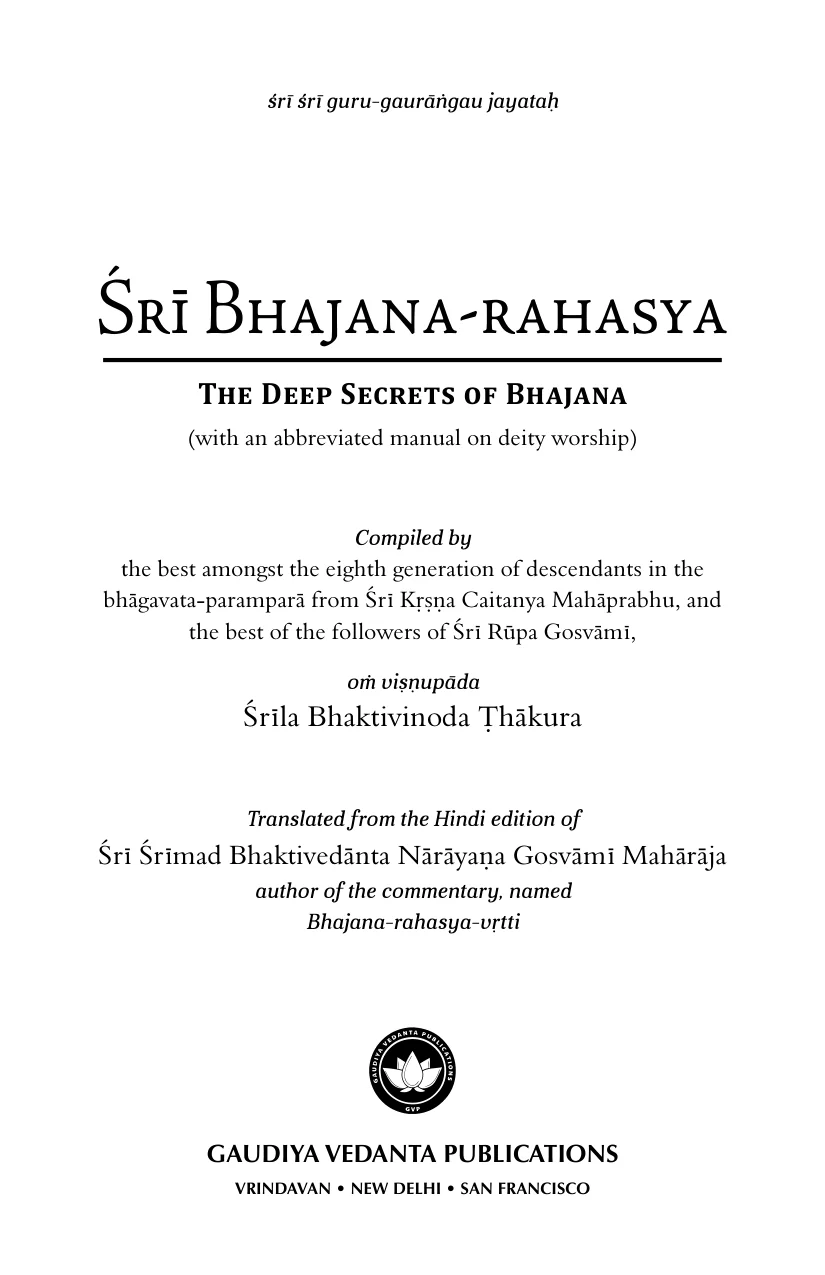 śrī śrī guru-gaurāṅgau jayataḥ
Śrī Bhajana-rahasya
The Deep Secrets of Bhajana
(with an abbreviated manual on deity worship)
Compiled by
the best amongst the eighth generation of descendants in the
bhāgavata-paramparā from Śrī Kṛṣṇa Caitanya Mahāprabhu, and
the best of the followers of Śrī Rūpa Gosvāmī,
oṁ viṣṇupāda
Śrīla Bhaktivinoda Ṭhākura
Translated from the Hindi edition of
Śrī Śrīmad Bhaktivedānta Nārāyaṇa Gosvāmī Mahārāja
author of the commentary, named
Bhajana-rahasya-vṛtti
GAUDIYA VEDANTA PUBLICATIONS
GVP
GAUDIYA VEDANTA PUBLICATIONS
VRINDAVAN • NEW DELHI • SAN FRANCISCO